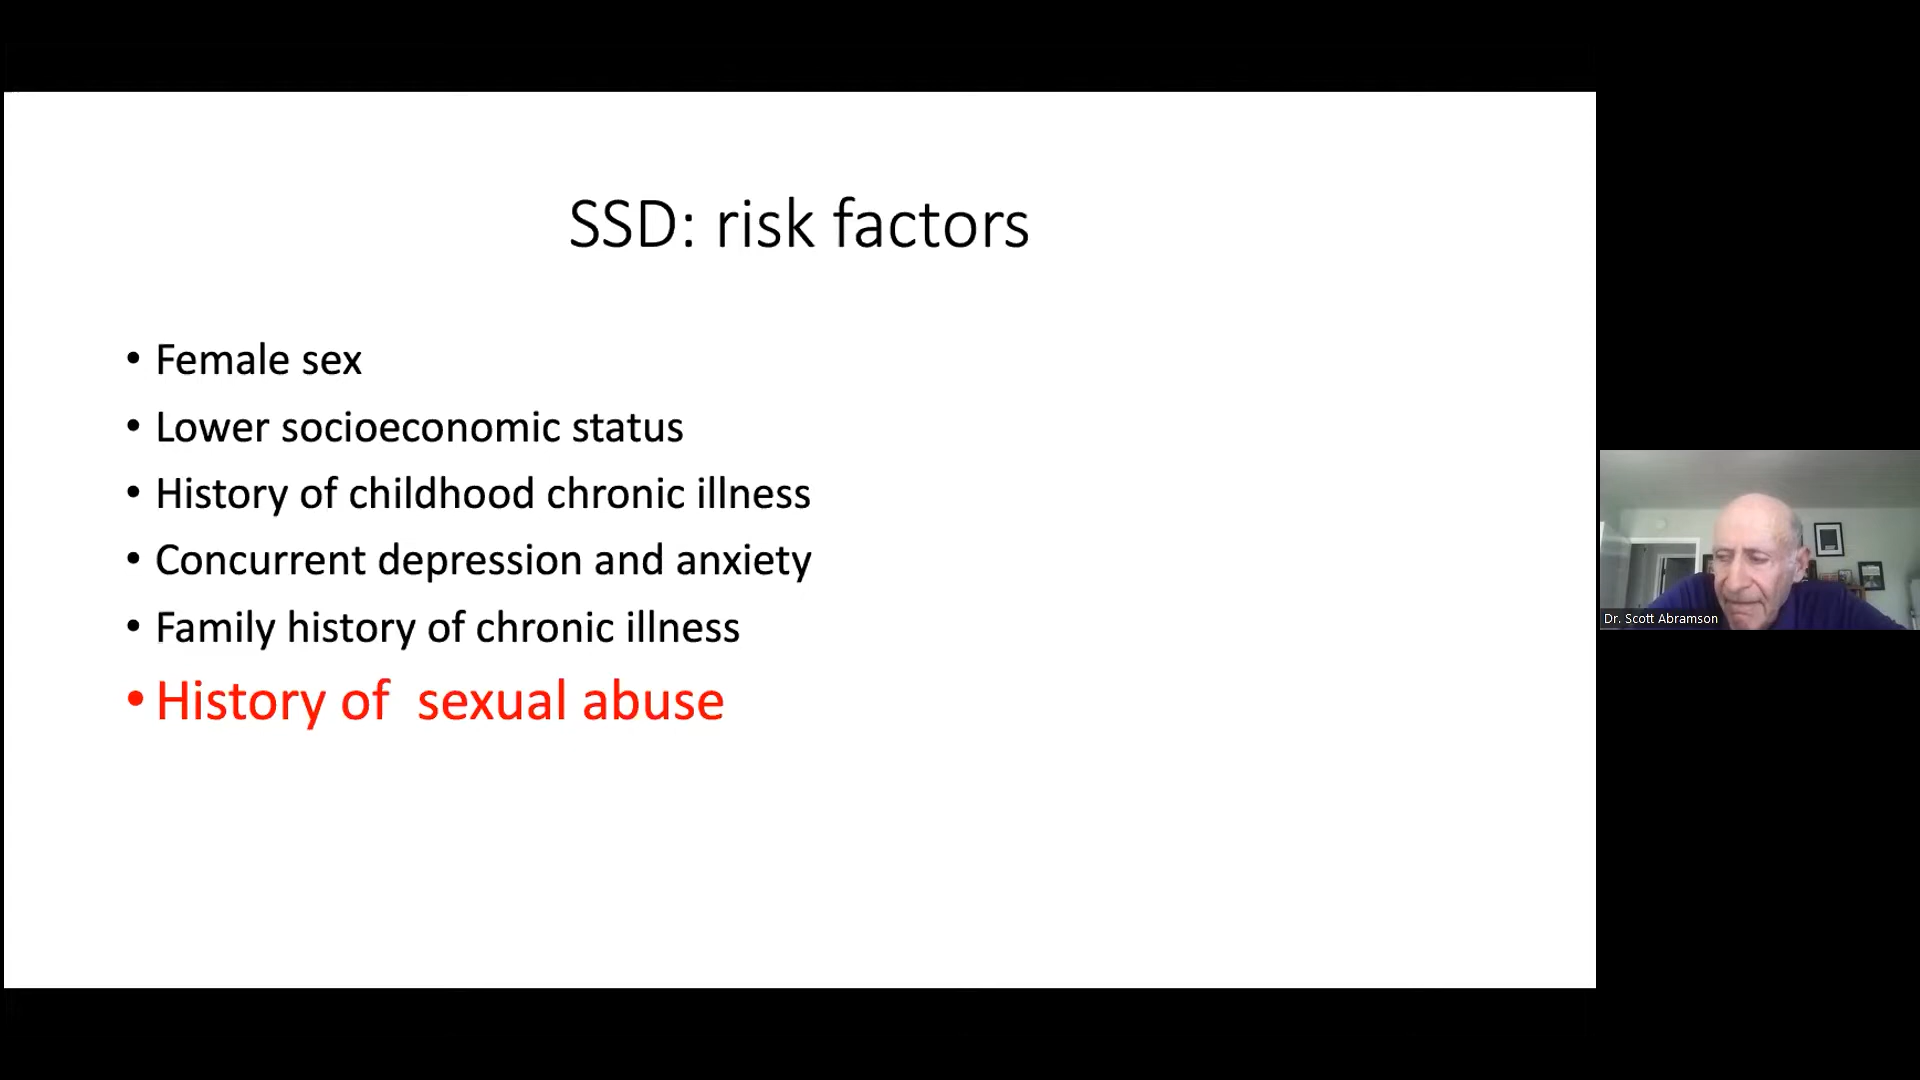 SSD: risk factors
• Female sex
• Lower socioeconomic status
• History of childhood chronic illness
• Concurrent depression and anxiety
• Family history of chronic illness
• History of  sexual abuse
Dr. Scott Abramson